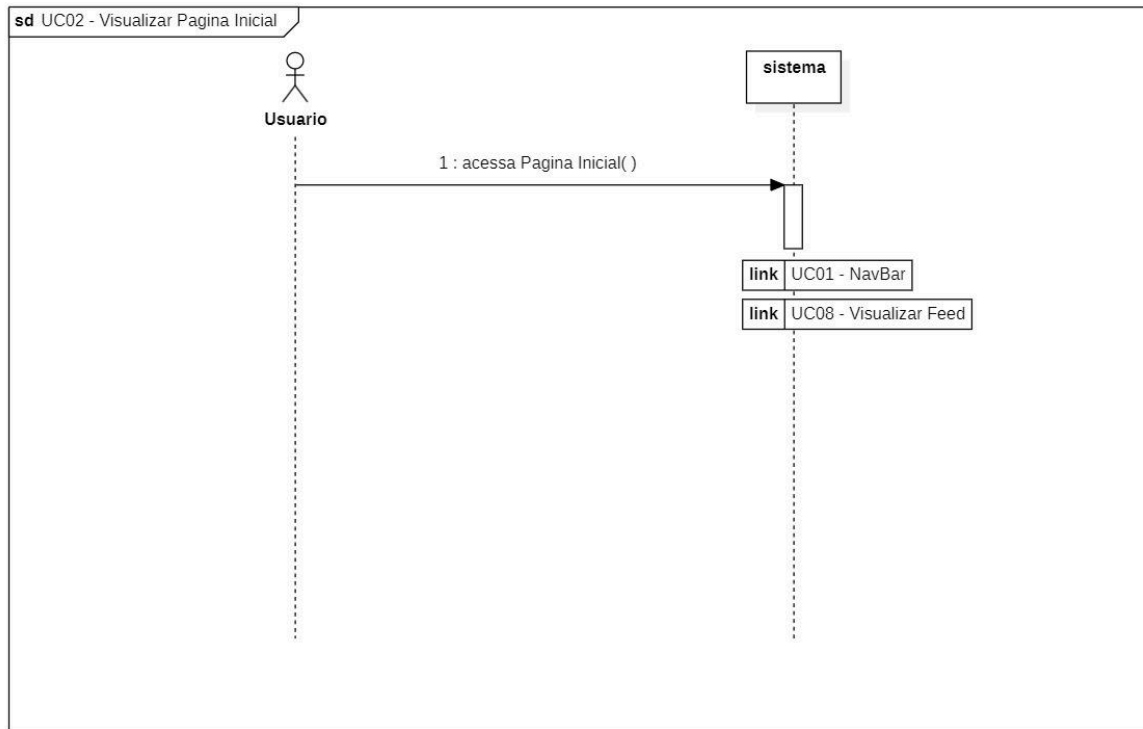 sd UC02 - Visualizar Pagina Inicial
sistema
Usuario
1 : acessa Pagina Inicial( )
link UC01 - NavBar
link UC08 - Visualizar Feed